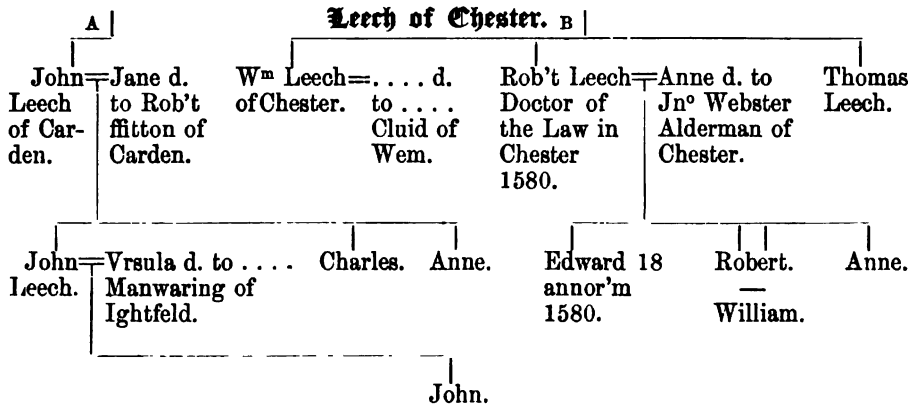 Leech of Chester.
A
B
John=Jane d.
Leech to Rob't
of Car- ffitton of
den. Carden.
Wᵐ Leech=.... d.
of Chester. to ....
Cluid of
Wem.
Rob't Leech=Anne d. to
Doctor of Jnº Webster
the Law in Alderman of
Chester Chester.
1580.
Thomas
Leech.
John=Vrsula d. to ....
Leech. Manwaring of
Ightfeld.
Charles.
Anne.
Edward 18
annor'm
1580.
Robert.
—
William.
Anne.
John.